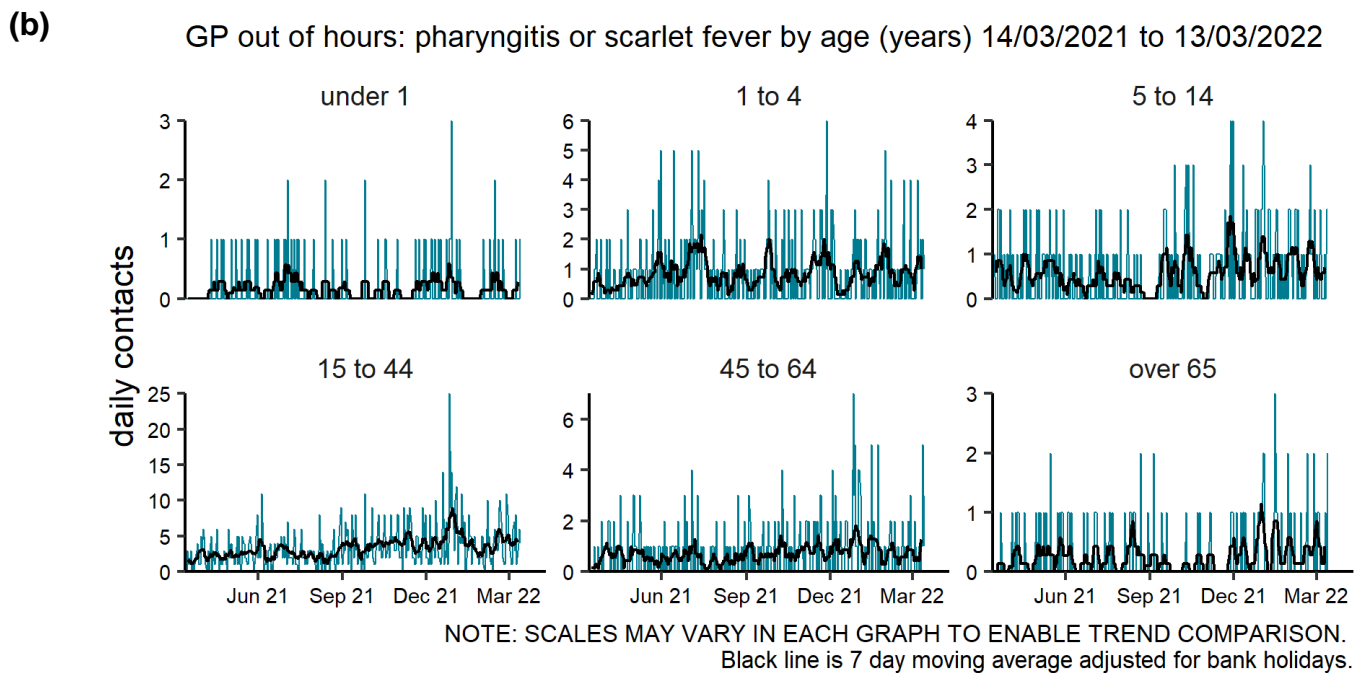 (b)
GP out of hours: pharyngitis or scarlet fever by age (years) 14/03/2021 to 13/03/2022
daily contacts
under 1
3
2
1
0
1 to 4
6
5
4
3
2
1
0
5 to 14
4
3
2
1
0
15 to 44
25
20
15
10
5
0
Jun 21 Sep 21 Dec 21 Mar 22
45 to 64
6
4
2
0
Jun 21 Sep 21 Dec 21 Mar 22
over 65
3
2
1
0
Jun 21 Sep 21 Dec 21 Mar 22
NOTE: SCALES MAY VARY IN EACH GRAPH TO ENABLE TREND COMPARISON.
Black line is 7 day moving average adjusted for bank holidays.